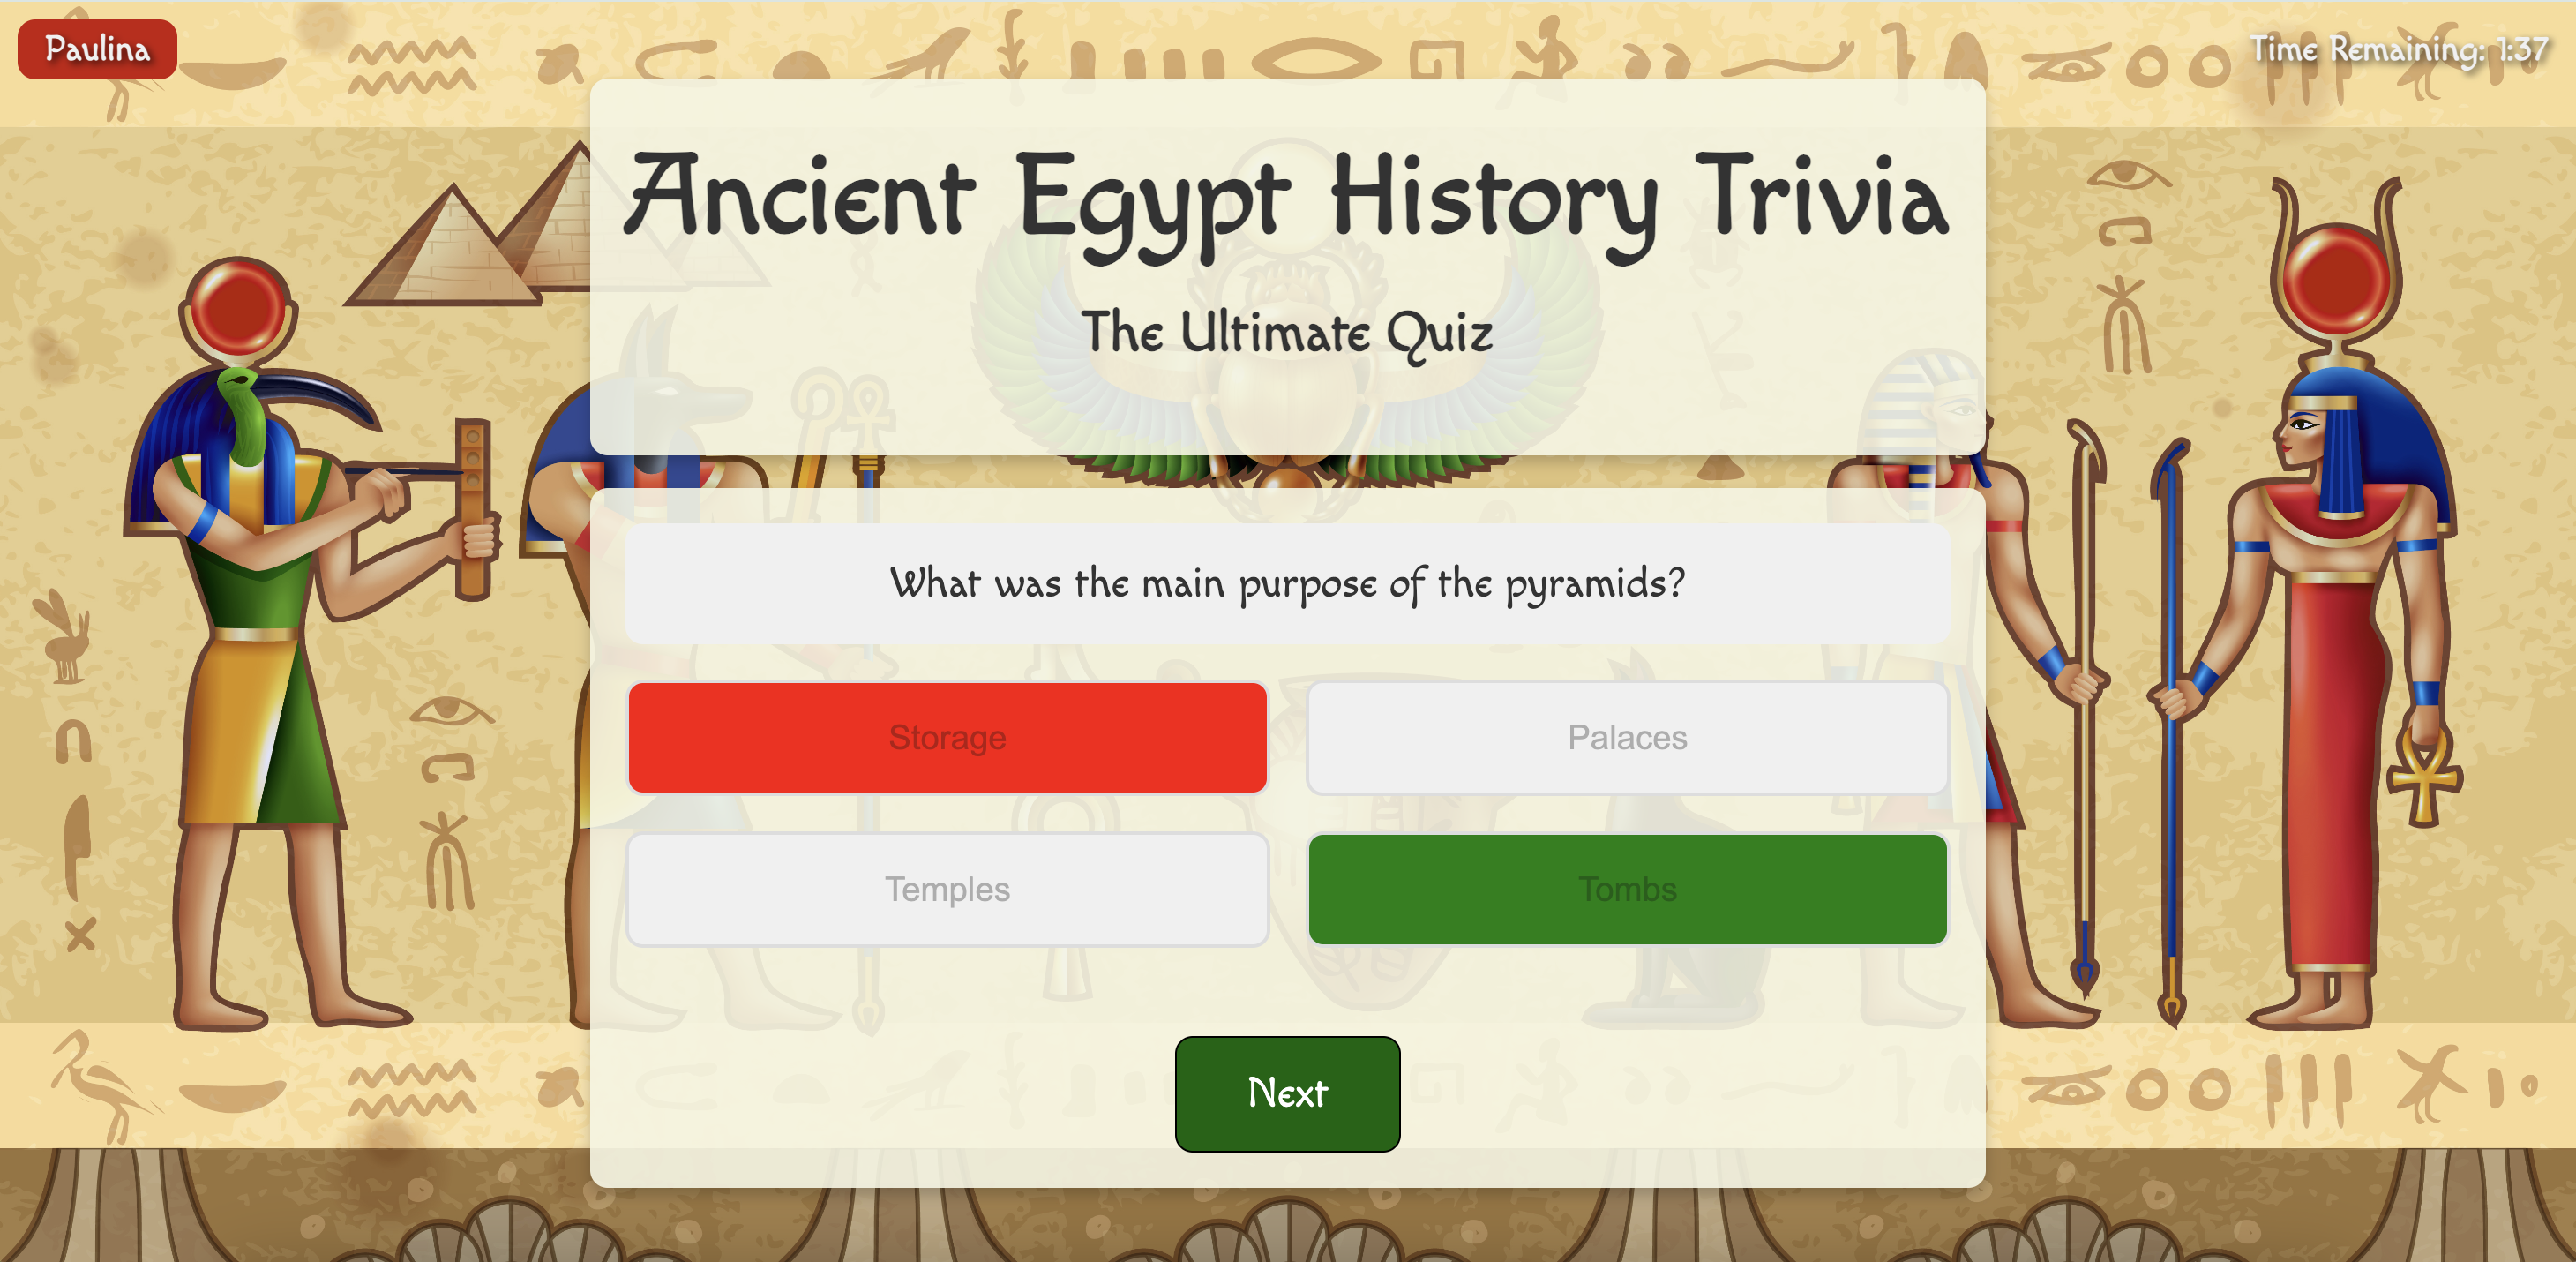 Paulina
Time Remaining: 1:37
Ancient Egypt History Trivia
The Ultimate Quiz
What was the main purpose of the pyramids?
Storage
Palaces
Temples
Tombs
Next